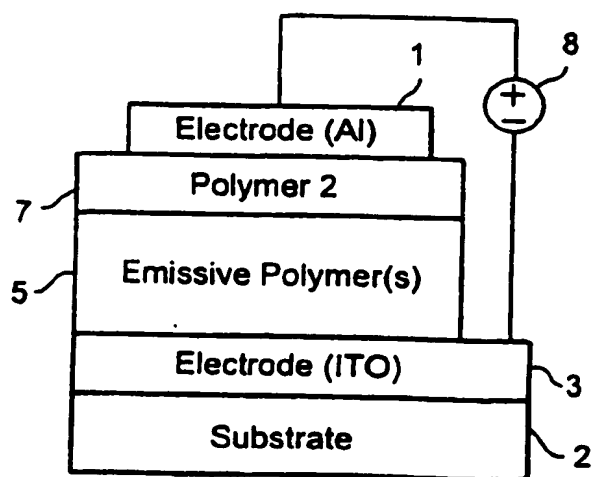 1
8
+
−
Electrode (Al)
Polymer 2
7
Emissive Polymer(s)
5
Electrode (ITO)
3
Substrate
2